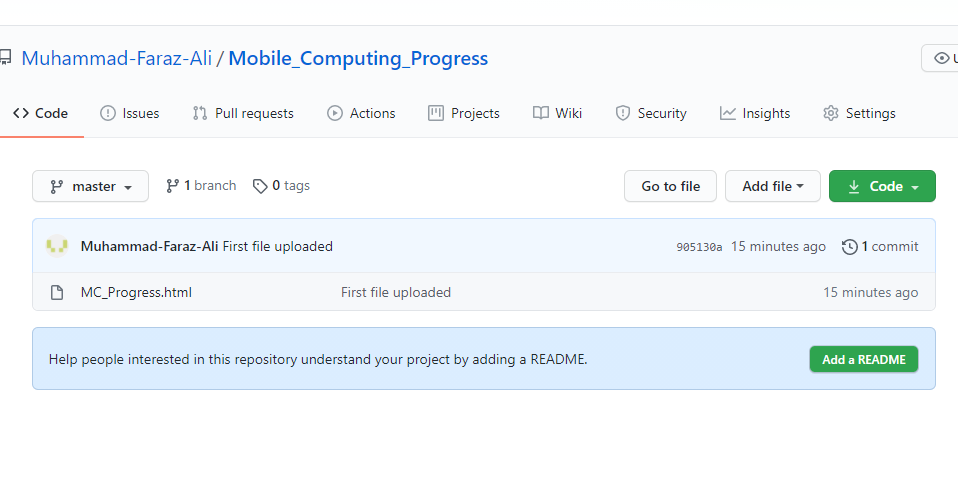 Muhammad-Faraz-Ali / Mobile_Computing_Progress
Code Issues Pull requests Actions Projects Wiki Security Insights Settings
master 1 branch 0 tags Go to file Add file Code
Muhammad-Faraz-Ali First file uploaded 905130a 15 minutes ago 1 commit
MC_Progress.html First file uploaded 15 minutes ago
Help people interested in this repository understand your project by adding a README. Add a README